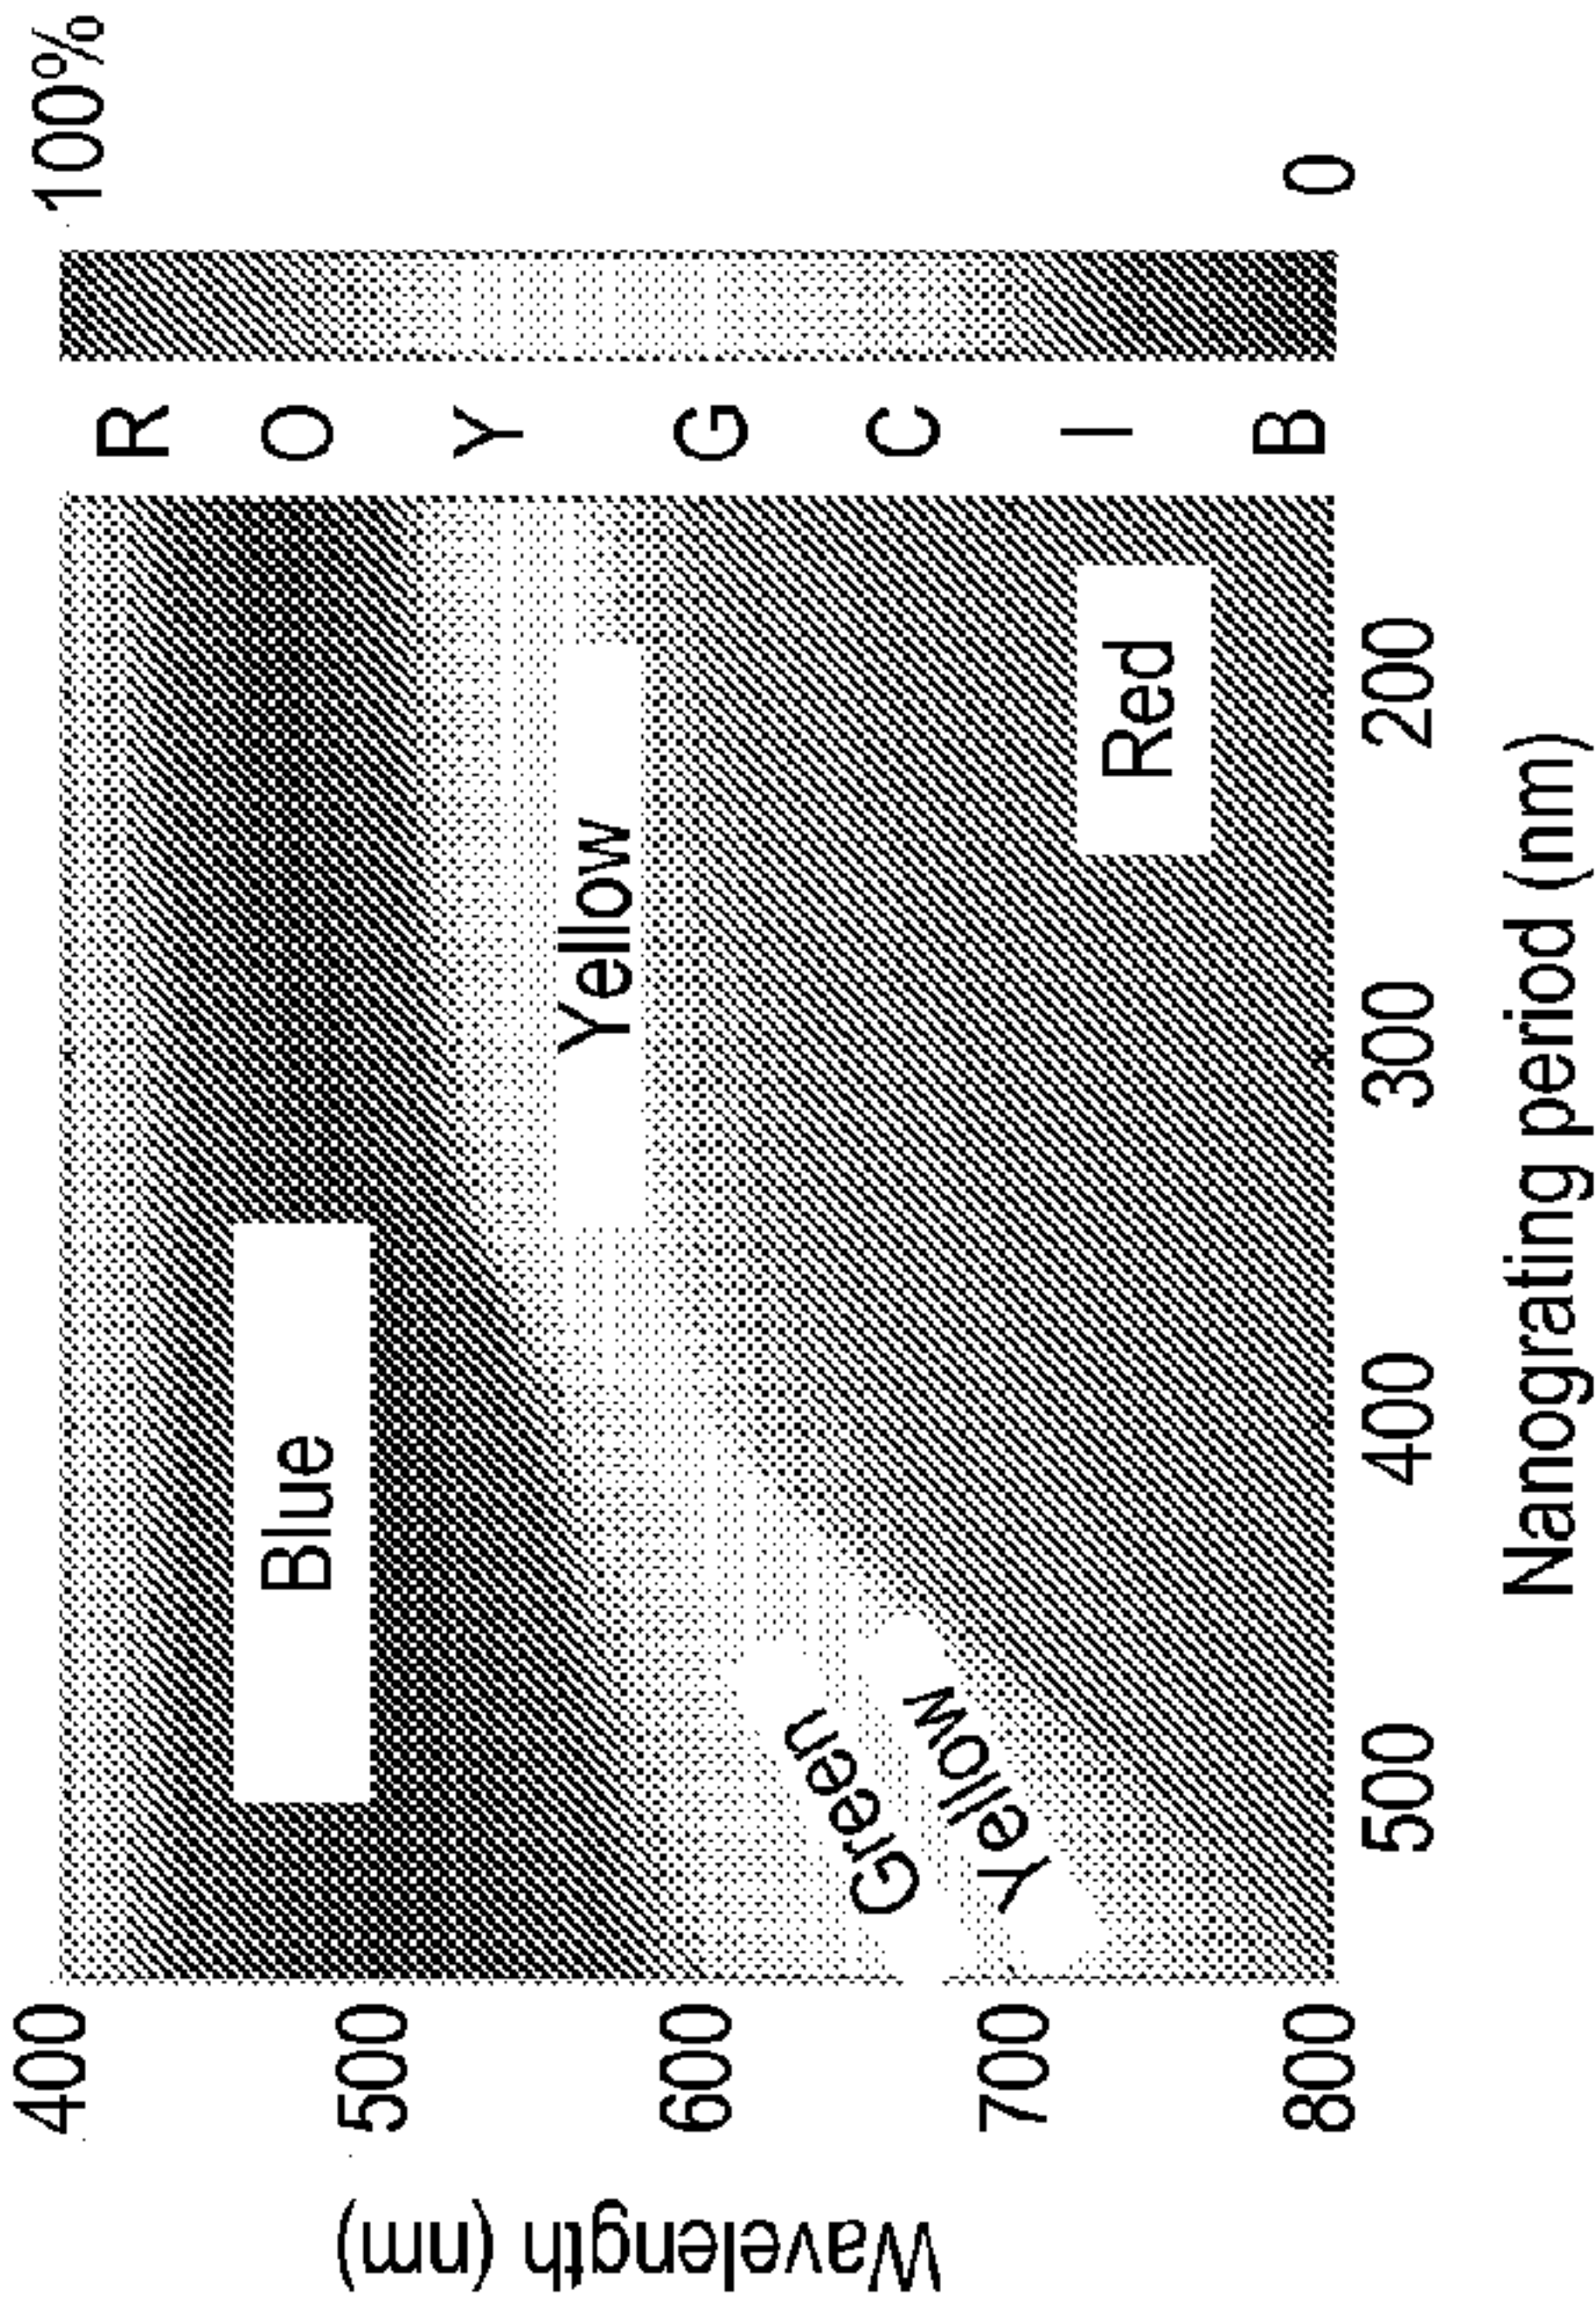 Wavelength (nm)
400
500
600
700
800
Blue
Yellow
Green
Yellow
Red
500
400
300
200
Nanograting period (nm)
R
O
Y
G
C
I
B
100%
0